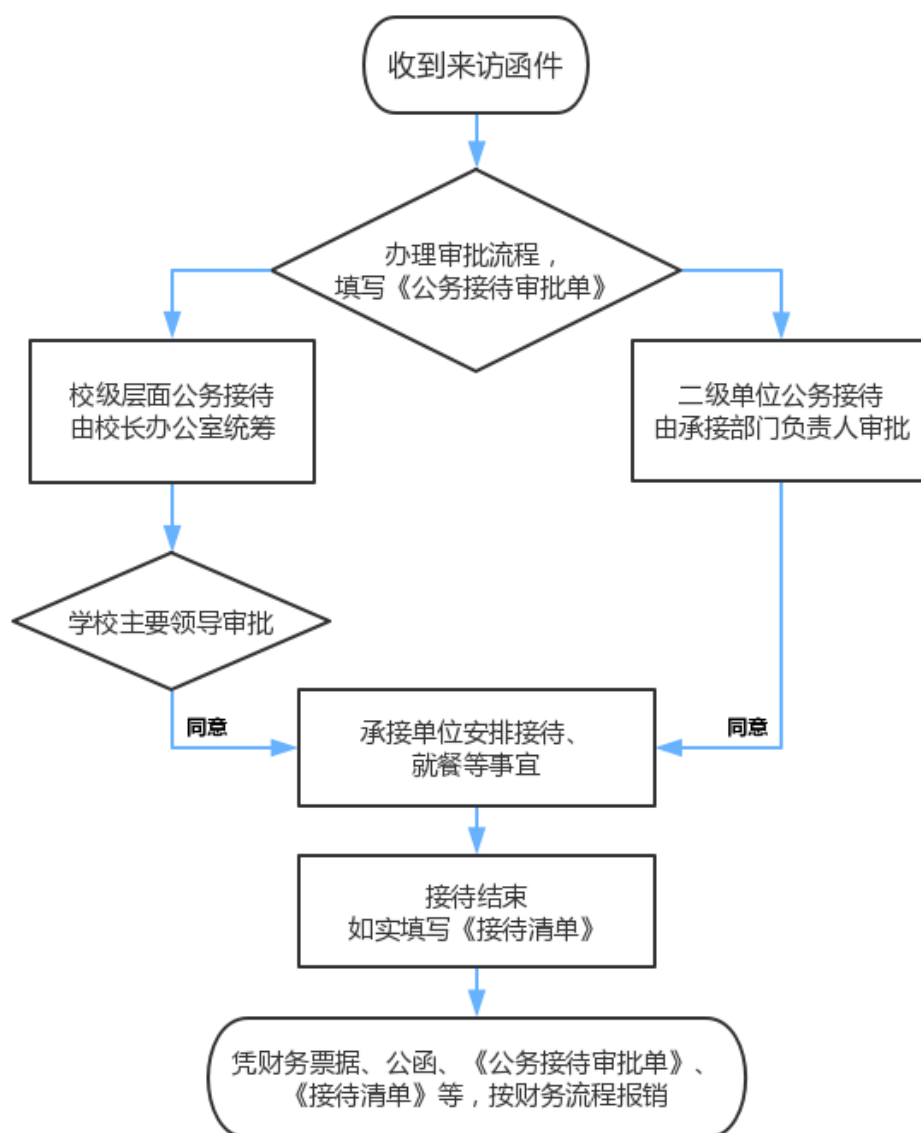 收到来访函件
办理审批流程，
填写《公务接待审批单》
校级层面公务接待
由校长办公室统筹
二级单位公务接待
由承接部门负责人审批
学校主要领导审批
同意
同意
承接单位安排接待、
就餐等事宜
接待结束
如实填写《接待清单》
凭财务票据、公函、《公务接待审批单》、
《接待清单》等，按财务流程报销